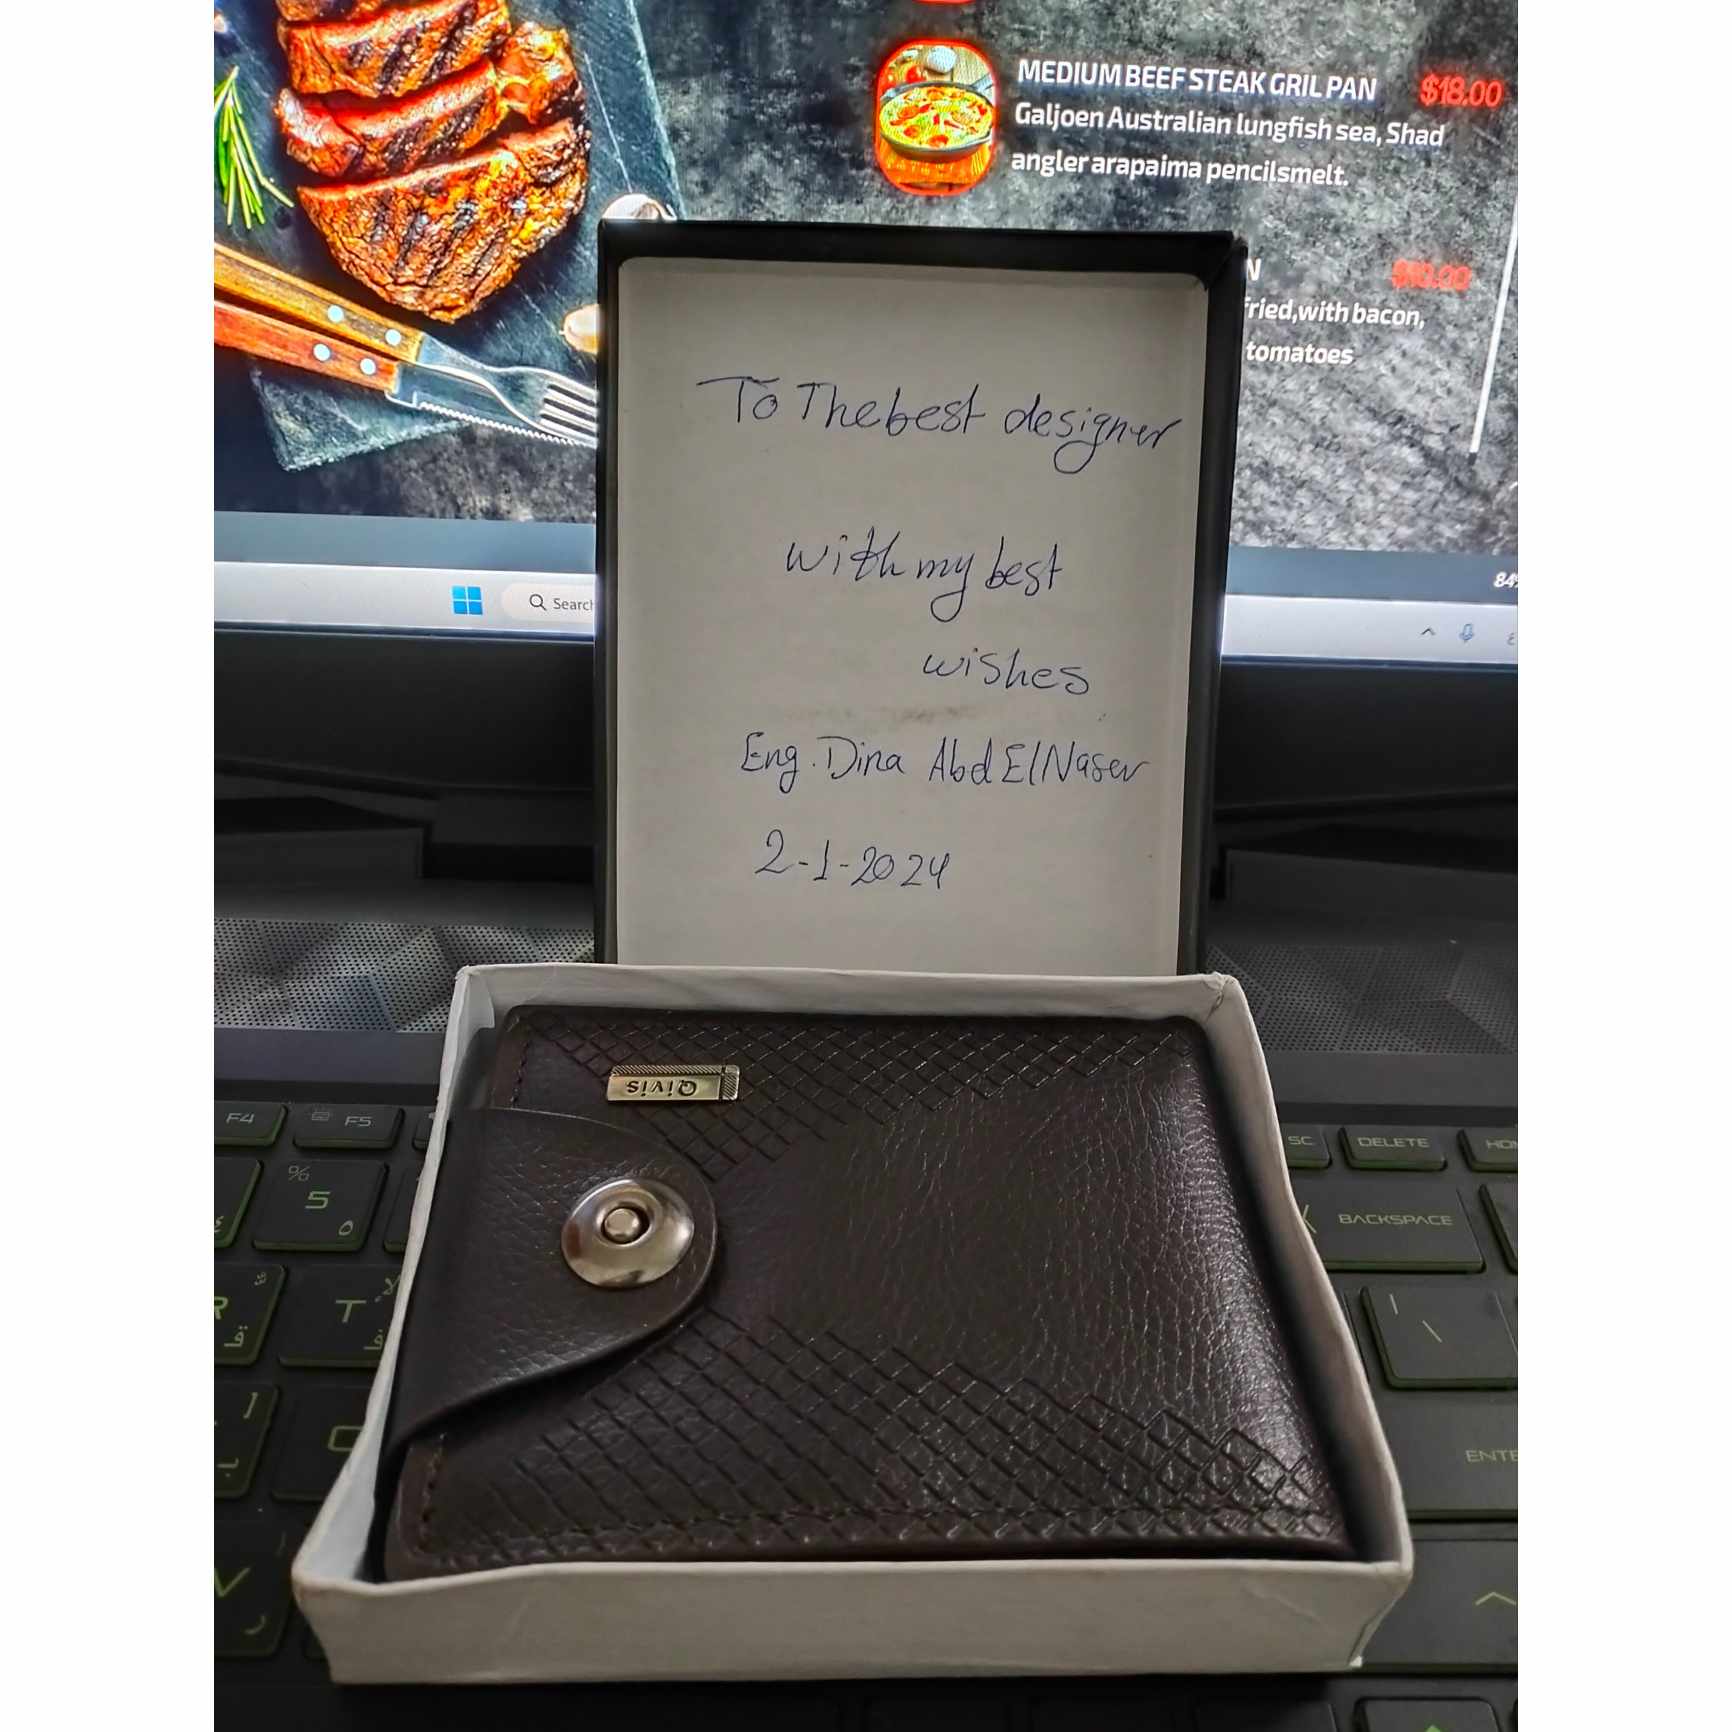 MEDIUM BEEF STEAK GRIL PAN $18.00
Galjoen Australian lungfish sea, Shad
angler arapaima pencilsmelt.
N $10.00
fried, with bacon,
tomatoes
To The best designer
with my best
wishes
Eng. Dina Abd ElNaser
2-1-2024
Search
84
Qivis
F4 F5 SC DELETE HOM
% 5 ٥ BACKSPACE
R ق T ف \
ENTE
V ر